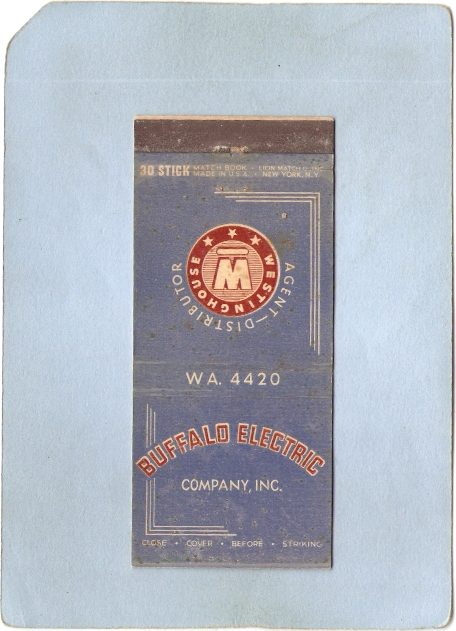 30 STICK MATCH BOOK • LION MATCH C. INC
MADE IN U.S.A. • NEW YORK, N.Y
WESTINGHOUSE
W
AGENT—DISTRIBUTOR
WA. 4420
BUFFALO ELECTRIC
COMPANY, INC.
CLOSE • COVER • BEFORE • STRIKING